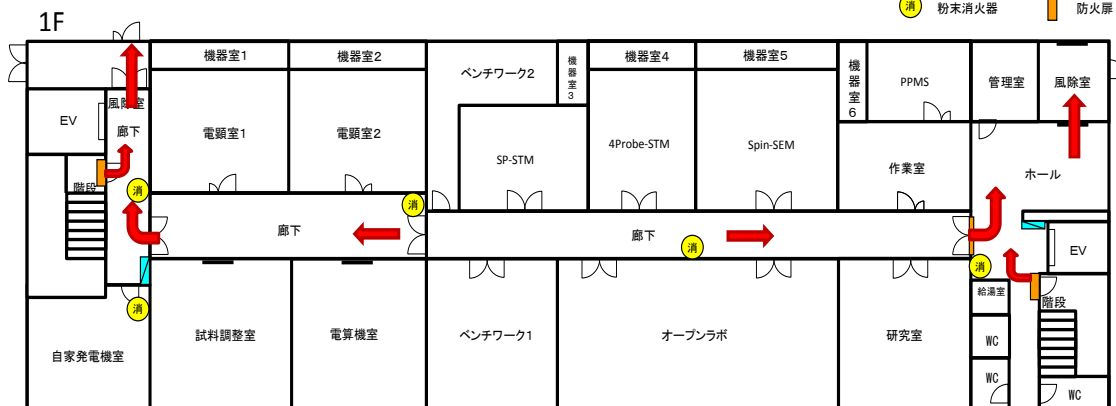 消 粉末消火器 防火扉
1F
機器室1
機器室2
ベンチワーク2
機器室3
機器室4
機器室5
機器室6
PPMS
管理室
風除室
風除室
EV
廊下
電顕室1
電顕室2
SP-STM
4Probe-STM
Spin-SEM
作業室
ホール
階段
消
消
廊下
廊下
消
消
EV
消
給湯室
階段
自家発電機室
試料調整室
電算機室
ベンチワーク1
オープンラボ
研究室
WC
WC
WC